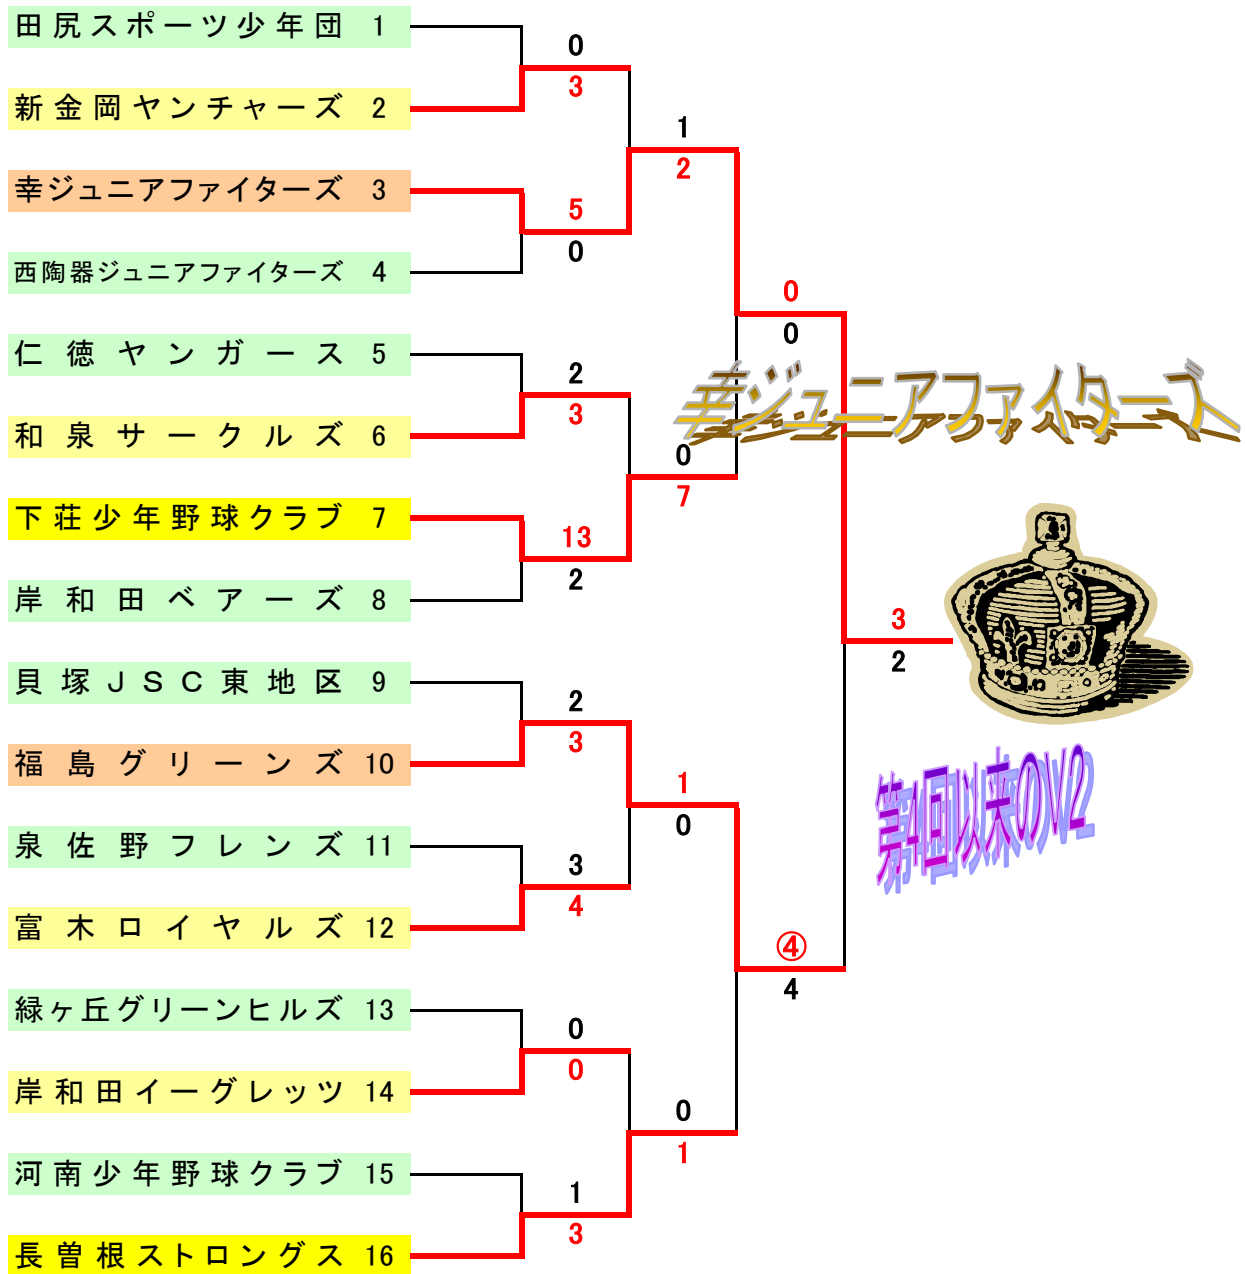 田尻スポーツ少年団 1
0
3
新金岡ヤンチャーズ 2
1
2
幸ジュニアファイターズ 3
5
0
西陶器ジュニアファイターズ 4
0
0
仁徳ヤンガース 5
2
3
幸ジュニアファイターズ
和泉サークルズ 6
0
7
下荘少年野球クラブ 7
13
2
岸和田ベアーズ 8
3
2
貝塚JSC東地区 9
2
3
福島グリーンズ 10
1
0
第4回以来のV2
泉佐野フレンズ 11
3
4
富木ロイヤルズ 12
④
4
緑ヶ丘グリーンヒルズ 13
0
0
岸和田イーグレッツ 14
0
1
河南少年野球クラブ 15
1
3
長曽根ストロングス 16